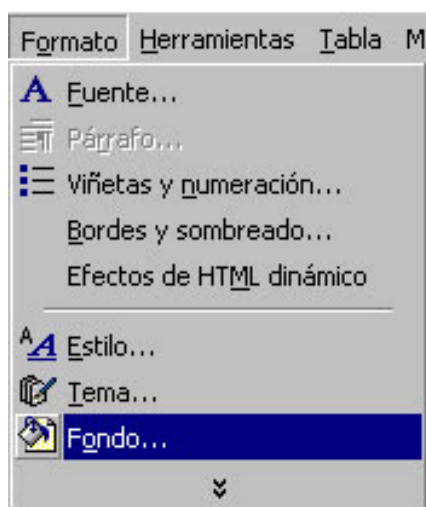 Formato Herramientas Tabla M
Fuente...
Párrafo...
Viñetas y numeración...
Bordes y sombreado...
Efectos de HTML dinámico
Estilo...
Tema...
Fondo...